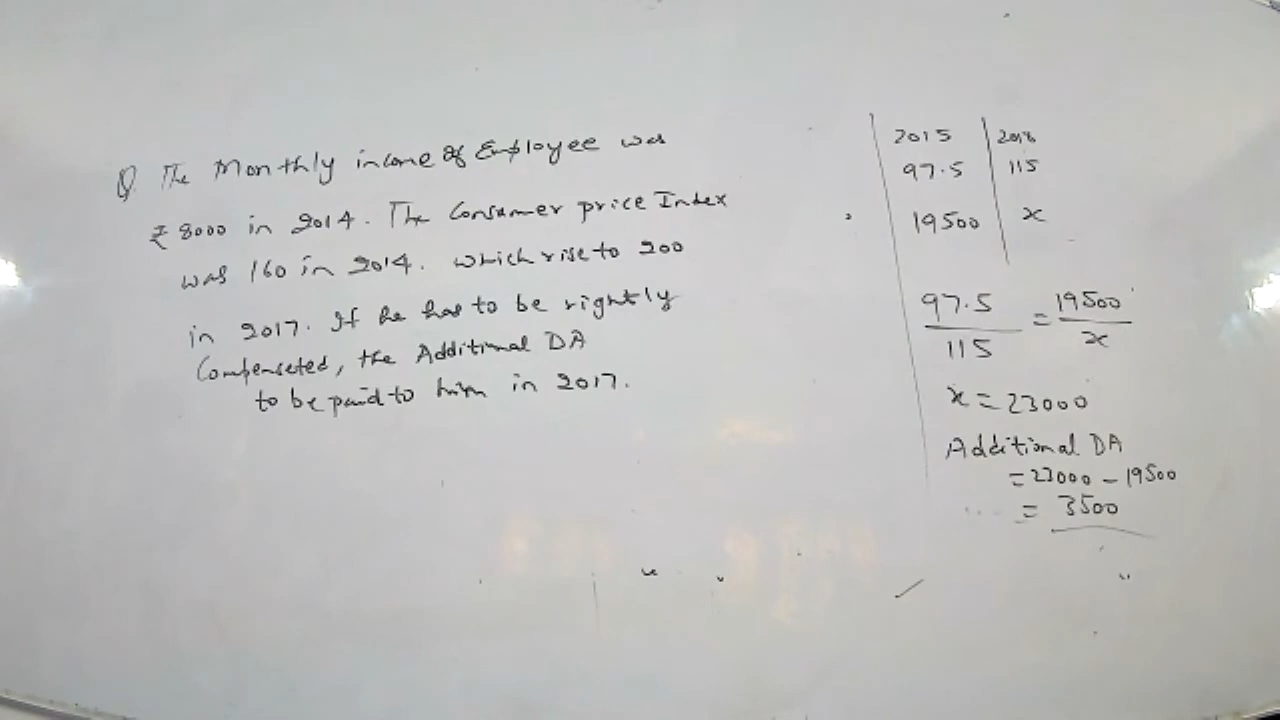 Q. The Monthly income of Employee was
₹ 8000 in 2014. The Consumer price Index
was 160 in 2014. which rise to 200
in 2017. If he has to be rightly
Compenseted, the Additional DA
to be paid to him in 2017.
2015 2018
97.5 115
19500 x
97.5 = 19500
115 x
x = 23000
Additional DA
= 23000 - 19500
= 3500